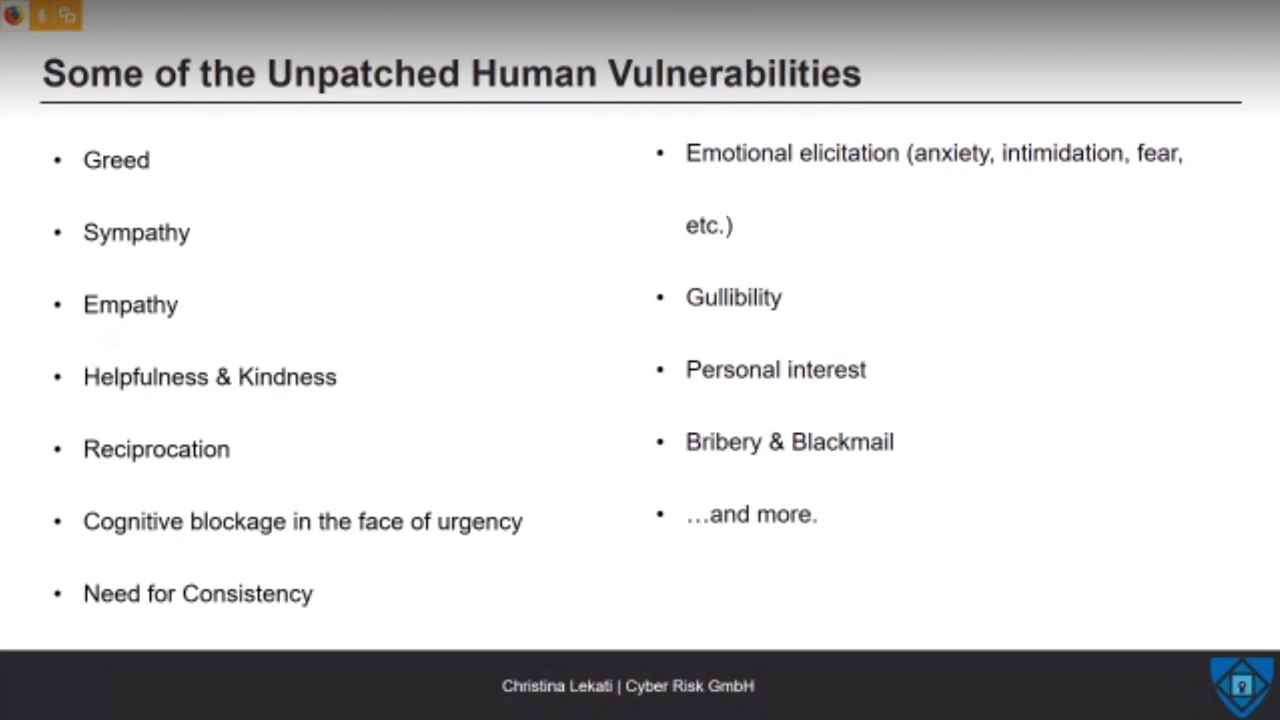 Some of the Unpatched Human Vulnerabilities
• Greed
• Sympathy
• Empathy
• Helpfulness & Kindness
• Reciprocation
• Cognitive blockage in the face of urgency
• Need for Consistency
• Emotional elicitation (anxiety, intimidation, fear,
etc.)
• Gullibility
• Personal interest
• Bribery & Blackmail
• …and more.
Christina Lekati | Cyber Risk GmbH